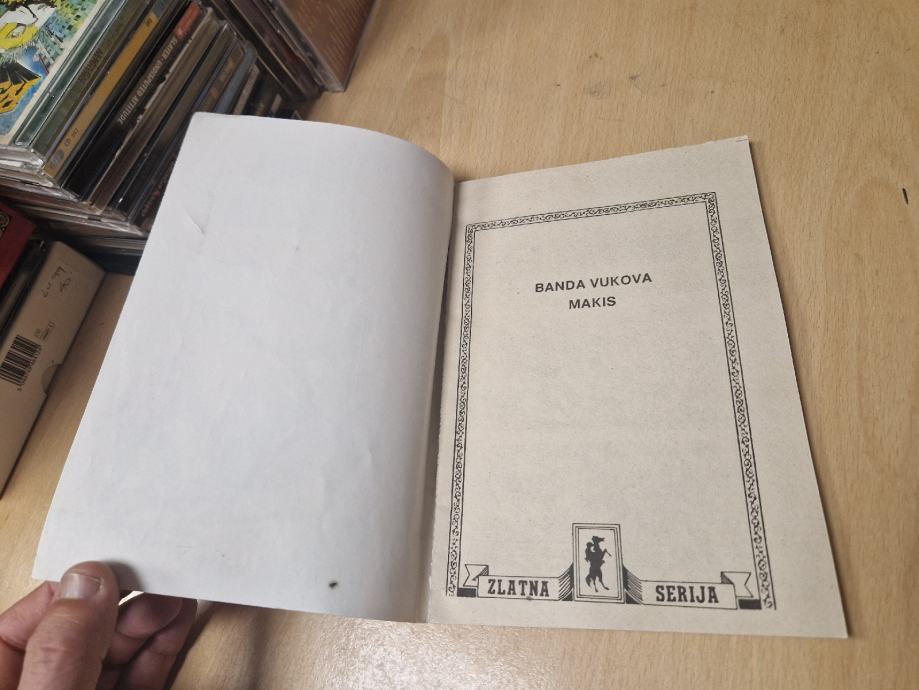 BANDA VUKOVA
MAKIS
ZLATNA SERIJA